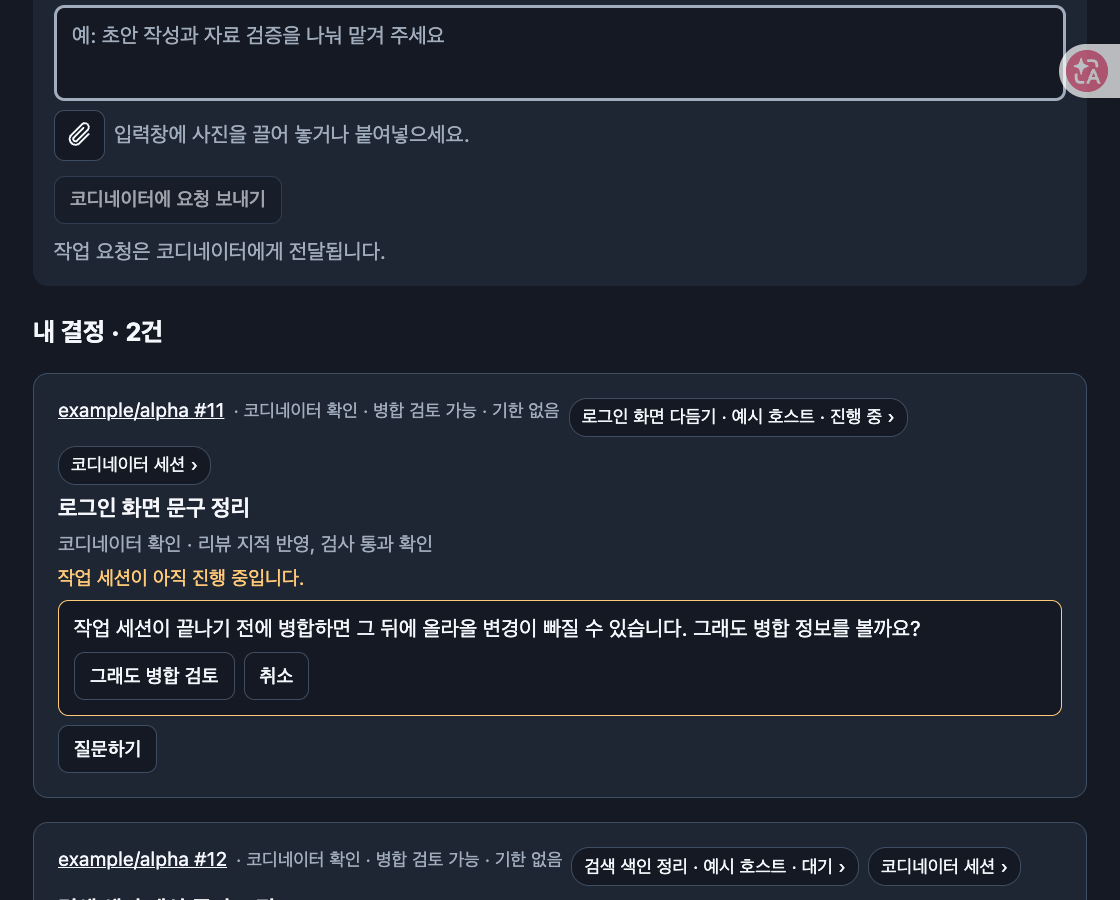 예: 초안 작성과 자료 검증을 나눠 맡겨 주세요
입력창에 사진을 끌어 놓거나 붙여넣으세요.
코디네이터에 요청 보내기
작업 요청은 코디네이터에게 전달됩니다.
내 결정 · 2건
example/alpha #11 · 코디네이터 확인 · 병합 검토 가능 · 기한 없음 로그인 화면 다듬기 · 예시 호스트 · 진행 중 ›
코디네이터 세션 ›
로그인 화면 문구 정리
코디네이터 확인 · 리뷰 지적 반영, 검사 통과 확인
작업 세션이 아직 진행 중입니다.
작업 세션이 끝나기 전에 병합하면 그 뒤에 올라올 변경이 빠질 수 있습니다. 그래도 병합 정보를 볼까요?
그래도 병합 검토 취소
질문하기
example/alpha #12 · 코디네이터 확인 · 병합 검토 가능 · 기한 없음 검색 색인 정리 · 예시 호스트 · 대기 › 코디네이터 세션 ›